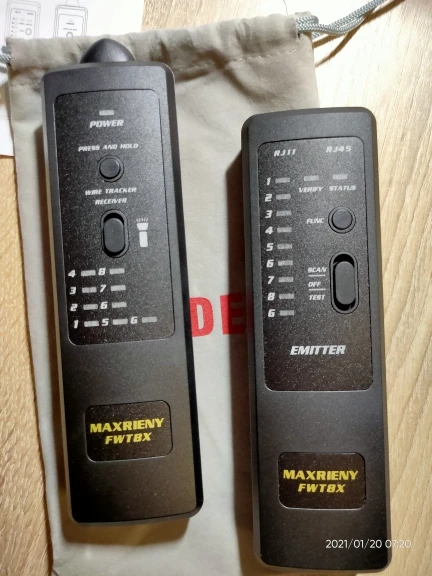 POWER
PRESS AND HOLD
WIRE TRACKER
RECEIVER
4 8
3 7
2 6
1 5 G
MAXRIENY
FWT8X
DE
RJ11 RJ45
1
VERIFY STATUS
2
3
FUNC
4
5
6
SCAN
7
OFF
8
TEST
G
EMITTER
MAXRIENY
FWT8X
2021/01/20 07:20